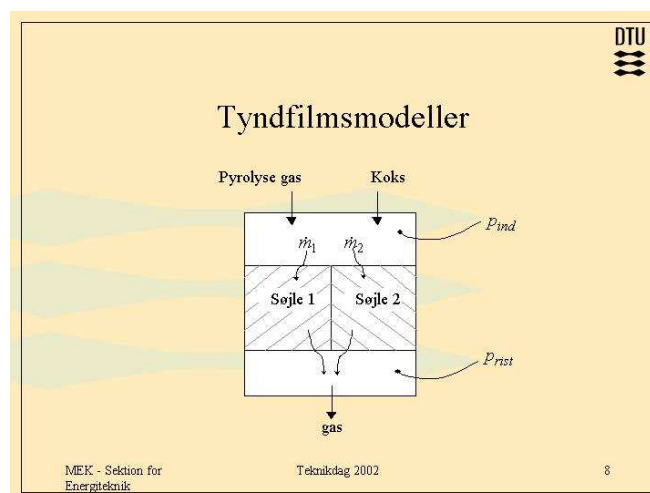 DTU
Tyndfilmsmodeller
Pyrolyse gas Koks
p_ind
ṁ₁ ṁ₂
Søjle 1 Søjle 2
p_rist
gas
MEK - Sektion for Energiteknik
Teknikdag 2002
8